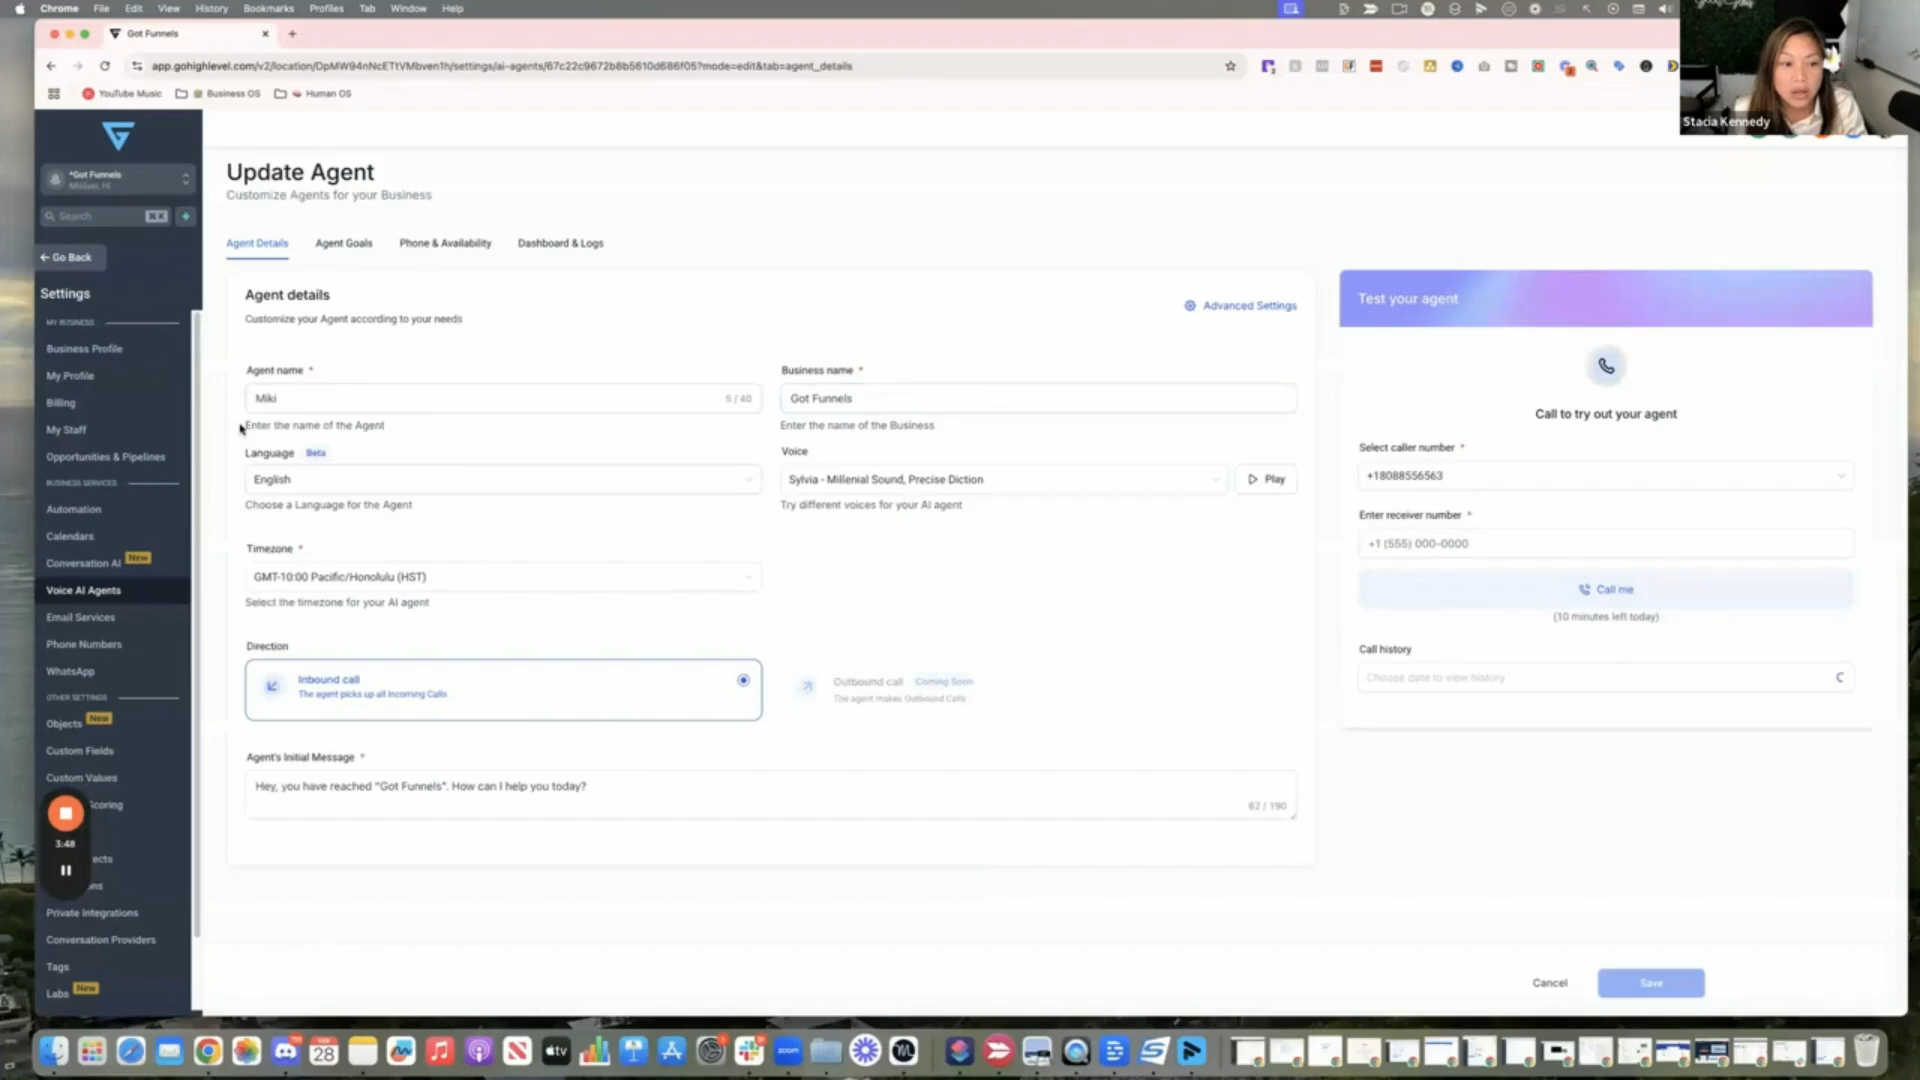 Chrome File Edit View History Bookmarks Profiles Tab Window Help
Got Funnels
app.gohighlevel.com/v2/location/DpMW94nNcETtVMbven1h/settings/ai-agents/67c22c9672b8b5610d686f05?mode=edit&tab=agent_details
YouTube Music Business OS Human OS
Stacia Kennedy
*Got Funnels
Mililani, HI
Search ⌘K
Go Back
Settings
MY BUSINESS
Business Profile
My Profile
Billing
My Staff
Opportunities & Pipelines
BUSINESS SERVICES
Automation
Calendars
Conversation AI New
Voice AI Agents
Email Services
Phone Numbers
WhatsApp
OTHER SETTINGS
Objects New
Custom Fields
Custom Values
Scoring
3:48
ects
ons
Private Integrations
Conversation Providers
Tags
Labs New
Update Agent
Customize Agents for your Business
Agent Details Agent Goals Phone & Availability Dashboard & Logs
Agent details
Customize your Agent according to your needs
Advanced Settings
Agent name *
Miki 5 / 40
Enter the name of the Agent
Business name *
Got Funnels
Enter the name of the Business
Language Beta
English
Choose a Language for the Agent
Voice
Sylvia - Millenial Sound, Precise Diction
Play
Try different voices for your AI agent
Timezone *
GMT-10:00 Pacific/Honolulu (HST)
Select the timezone for your AI agent
Direction
Inbound call
The agent picks up all Incoming Calls
Outbound call Coming Soon
The agent makes Outbound Calls
Agent's Initial Message *
Hey, you have reached "Got Funnels". How can I help you today?
62 / 190
Test your agent
Call to try out your agent
Select caller number *
+18088556563
Enter receiver number *
+1 (555) 000-0000
Call me
(10 minutes left today)
Call history
Choose date to view history
Cancel
Save
28
tv
zoom